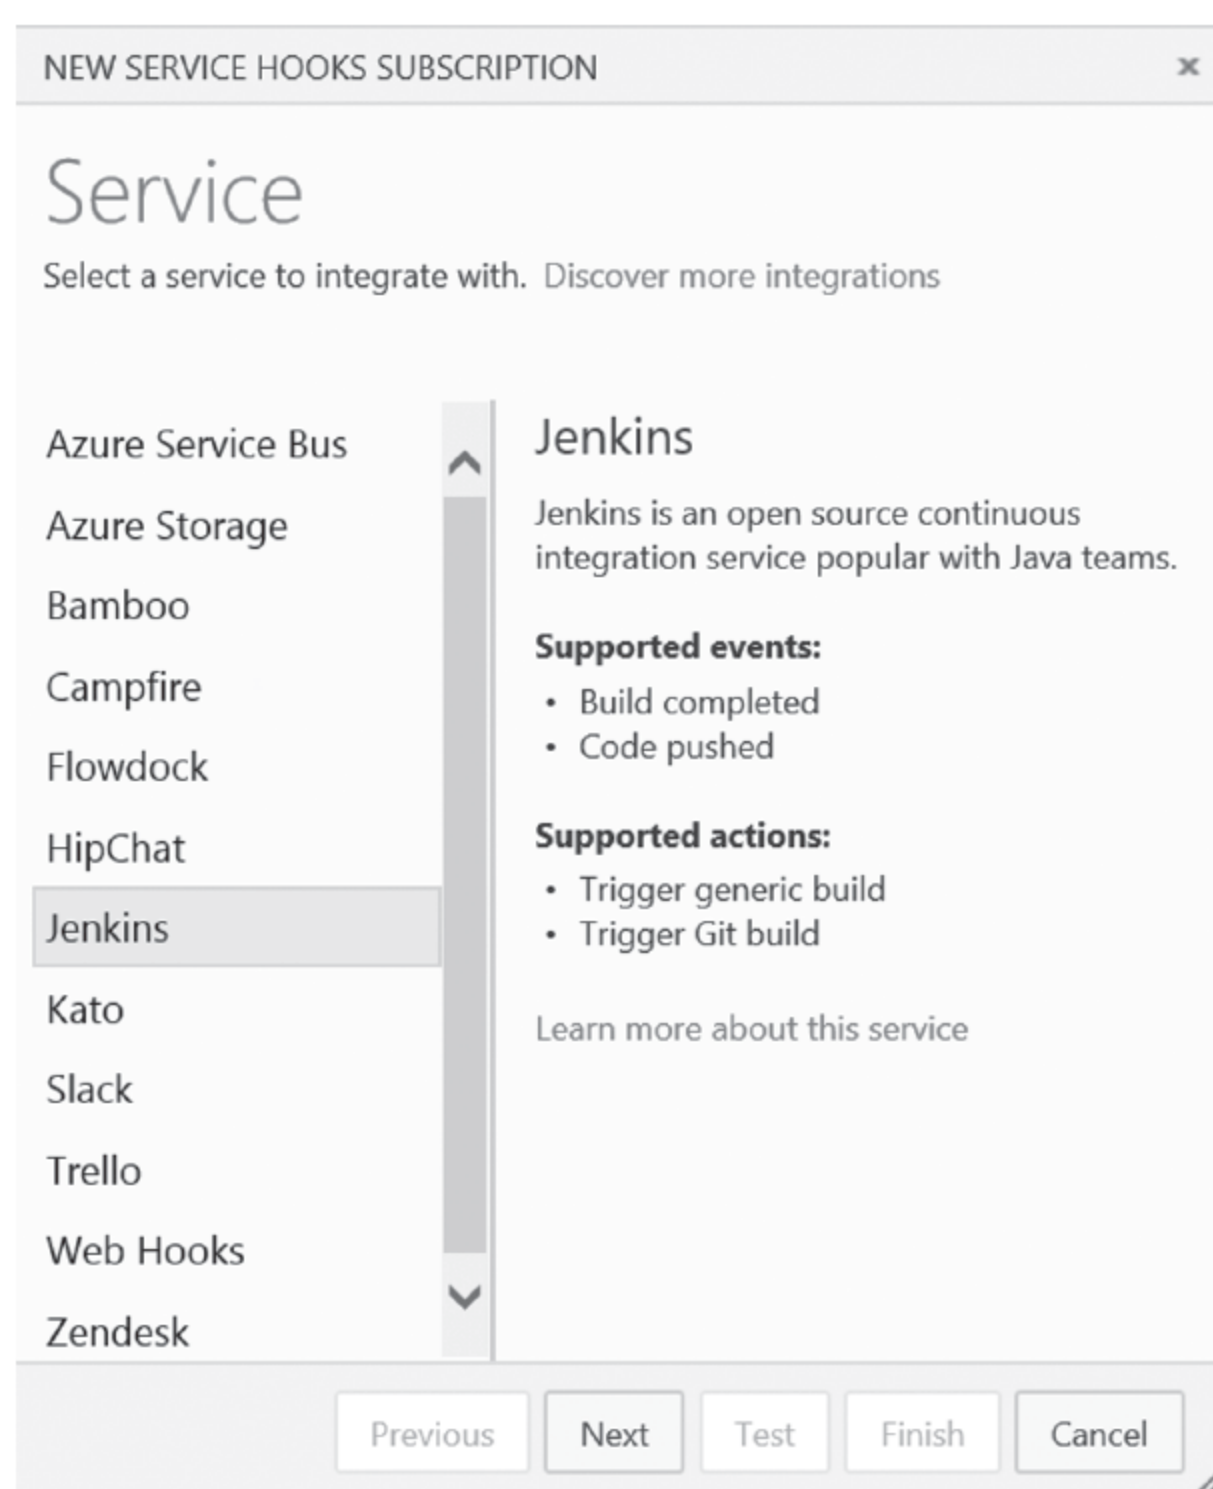 NEW SERVICE HOOKS SUBSCRIPTION
Service
Select a service to integrate with. Discover more integrations
Azure Service Bus
Azure Storage
Bamboo
Campfire
Flowdock
HipChat
Jenkins
Kato
Slack
Trello
Web Hooks
Zendesk
Jenkins
Jenkins is an open source continuous
integration service popular with Java teams.
Supported events:
• Build completed
• Code pushed
Supported actions:
• Trigger generic build
• Trigger Git build
Learn more about this service
Previous Next Test Finish Cancel